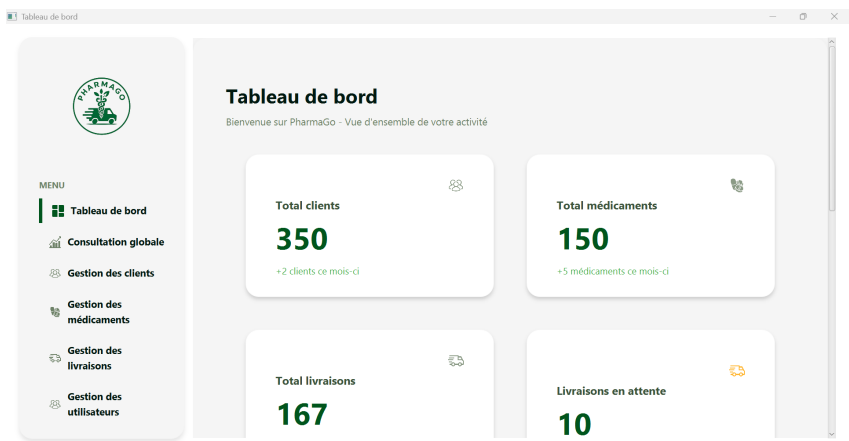 Tableau de bord
PHARMAGO
MENU
Tableau de bord
Consultation globale
Gestion des clients
Gestion des
médicaments
Gestion des
livraisons
Gestion des
utilisateurs
Tableau de bord
Bienvenue sur PharmaGo - Vue d'ensemble de votre activité
Total clients
350
+2 clients ce mois-ci
Total médicaments
150
+5 médicaments ce mois-ci
Total livraisons
167
Livraisons en attente
10